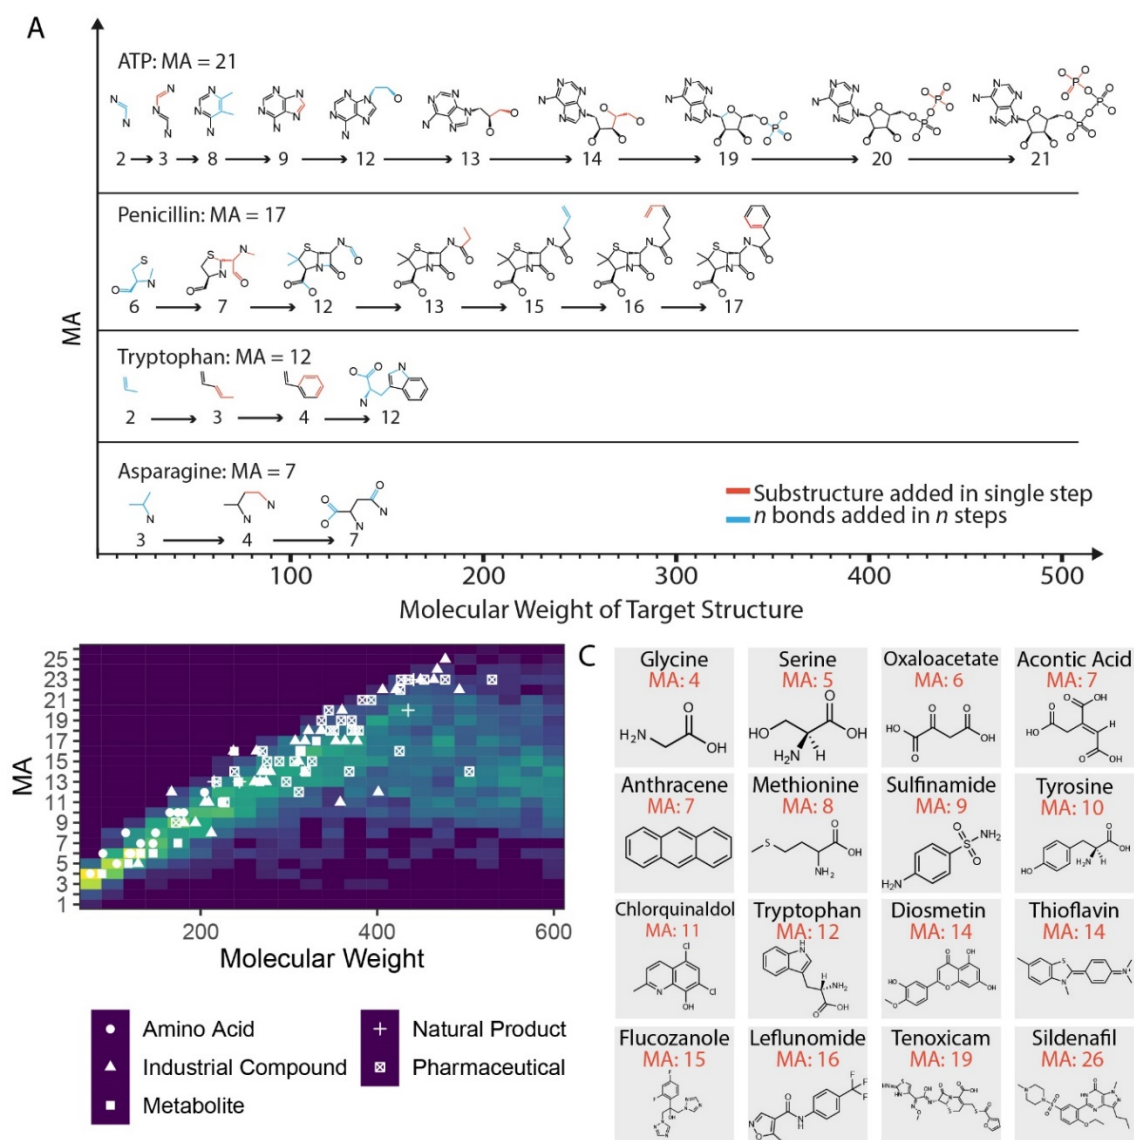 A
ATP: MA = 21
2 3 8 9 12 13 14 19 20 21
Penicillin: MA = 17
6 7 12 13 15 16 17
Tryptophan: MA = 12
2 3 4 12
Asparagine: MA = 7
3 4 7
Substructure added in single step
n bonds added in n steps
MA
100 200 300 400 500
Molecular Weight of Target Structure
MA
25
23
21
19
17
15
13
11
9
7
5
3
1
200 400 600
Molecular Weight
Amino Acid
Industrial Compound
Metabolite
Natural Product
Pharmaceutical
C
Glycine Serine Oxaloacetate Acontic Acid
MA: 4 MA: 5 MA: 6 MA: 7
Anthracene Methionine Sulfinamide Tyrosine
MA: 7 MA: 8 MA: 9 MA: 10
Chlorquinaldol Tryptophan Diosmetin Thioflavin
MA: 11 MA: 12 MA: 14 MA: 14
Flucozanole Leflunomide Tenoxicam Sildenafil
MA: 15 MA: 16 MA: 19 MA: 26